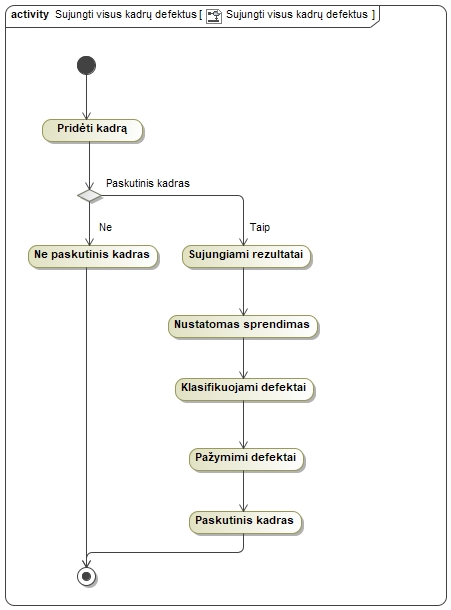 activity Sujungti visus kadrų defektus [ Sujungti visus kadrų defektus ]
Pridėti kadrą
Paskutinis kadras
Ne
Taip
Ne paskutinis kadras
Sujungiami rezultatai
Nustatomas sprendimas
Klasifikuojami defektai
Pažymimi defektai
Paskutinis kadras